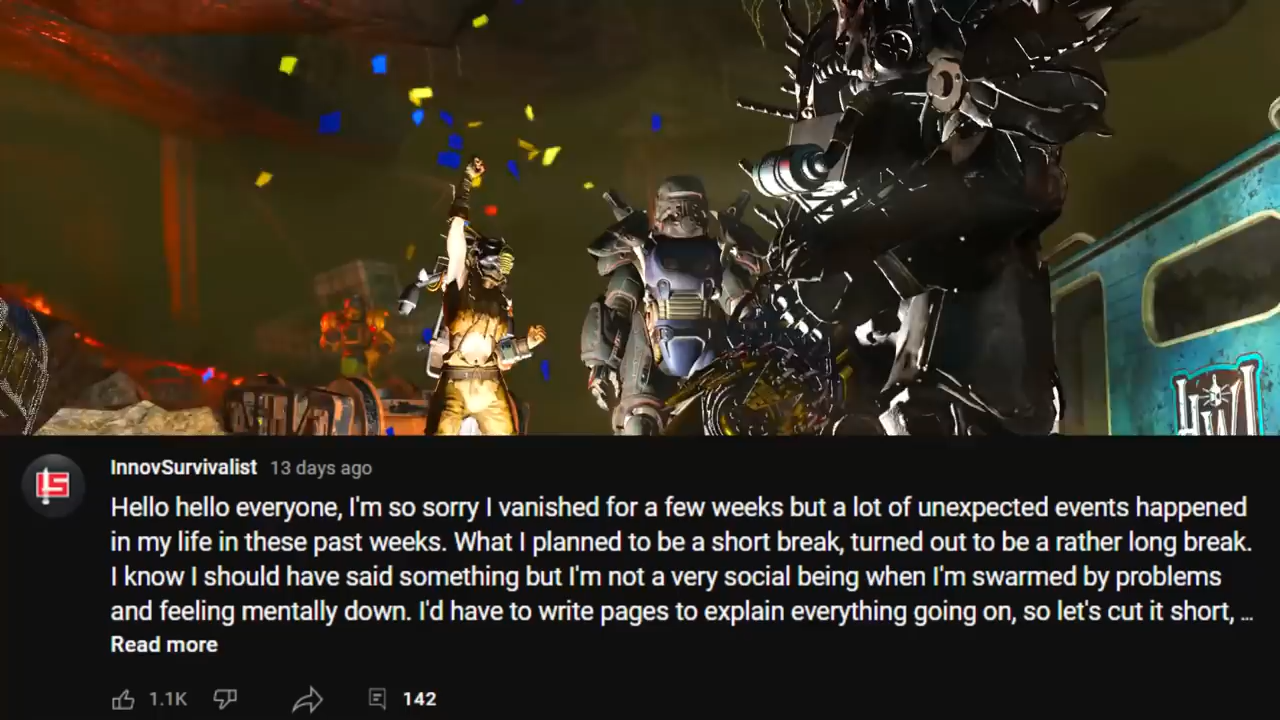 InnovSurvivalist 13 days ago
Hello hello everyone, I'm so sorry I vanished for a few weeks but a lot of unexpected events happened
in my life in these past weeks. What I planned to be a short break, turned out to be a rather long break.
I know I should have said something but I'm not a very social being when I'm swarmed by problems
and feeling mentally down. I'd have to write pages to explain everything going on, so let's cut it short, ...
Read more
1.1K 142